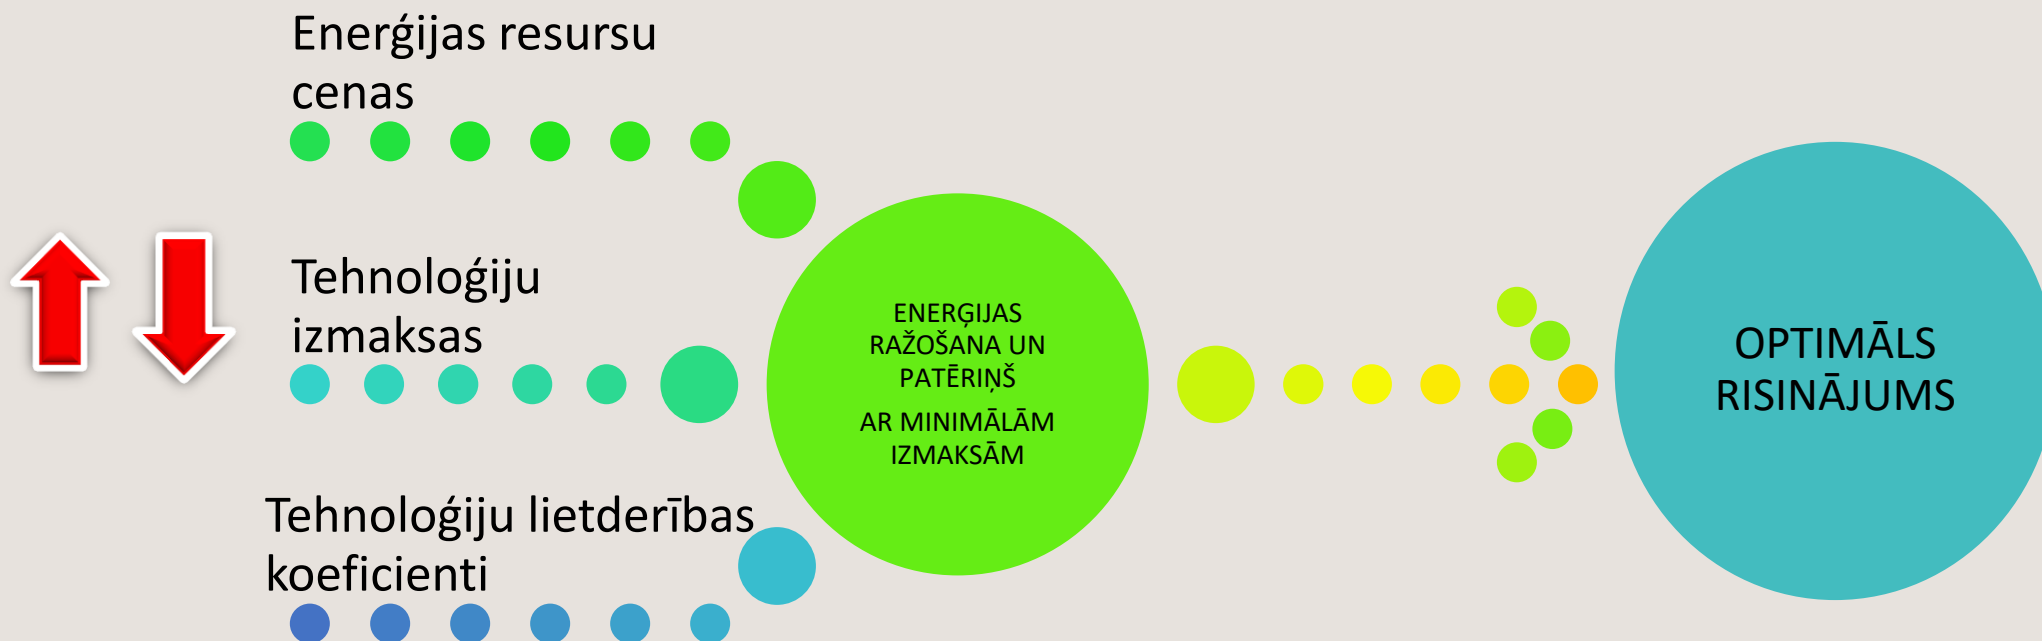 Enerģijas resursu
cenas
Tehnoloģiju
izmaksas
Tehnoloģiju lietderības
koeficienti
ENERĢIJAS
RAŽOŠANA UN
PATĒRIŅŠ
AR MINIMĀLĀM
IZMAKSĀM
OPTIMĀLS
RISINĀJUMS